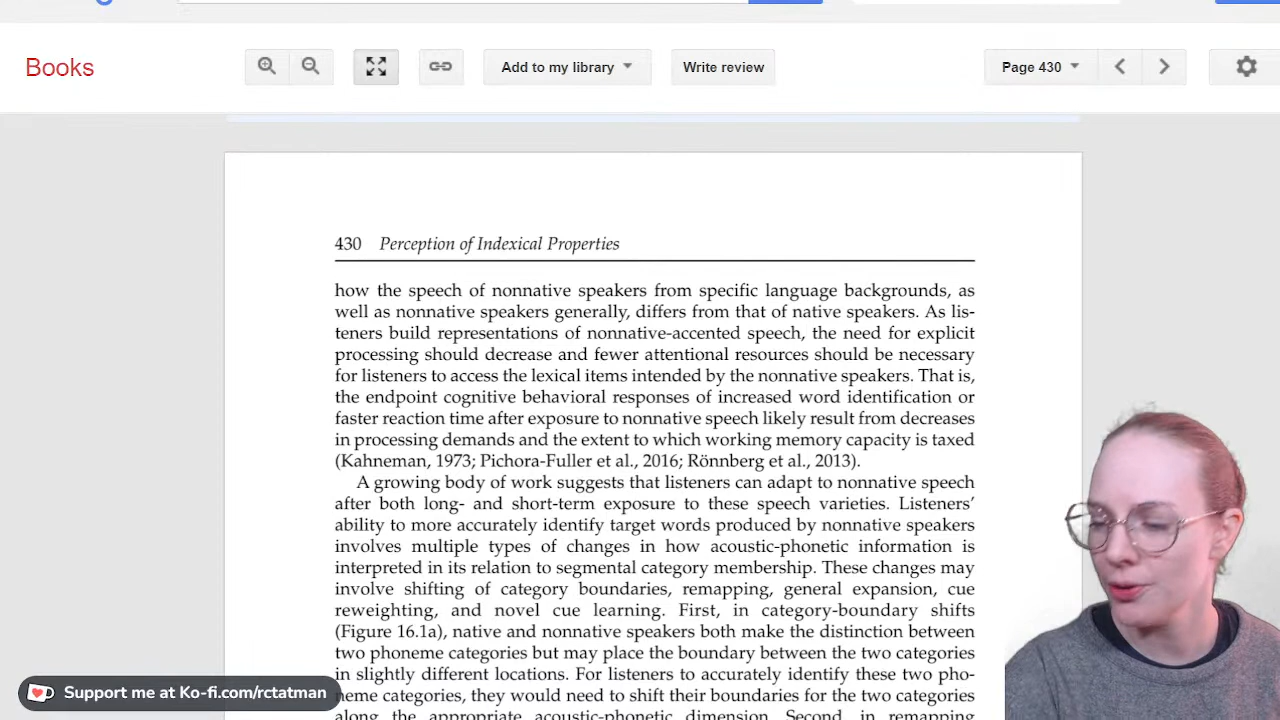 Books
Add to my library
Write review
Page 430
430 Perception of Indexical Properties
how the speech of nonnative speakers from specific language backgrounds, as
well as nonnative speakers generally, differs from that of native speakers. As lis-
teners build representations of nonnative-accented speech, the need for explicit
processing should decrease and fewer attentional resources should be necessary
for listeners to access the lexical items intended by the nonnative speakers. That is,
the endpoint cognitive behavioral responses of increased word identification or
faster reaction time after exposure to nonnative speech likely result from decreases
in processing demands and the extent to which working memory capacity is taxed
(Kahneman, 1973; Pichora-Fuller et al., 2016; Rönnberg et al., 2013).
A growing body of work suggests that listeners can adapt to nonnative speech
after both long- and short-term exposure to these speech varieties. Listeners'
ability to more accurately identify target words produced by nonnative speakers
involves multiple types of changes in how acoustic-phonetic information is
interpreted in its relation to segmental category membership. These changes may
involve shifting of category boundaries, remapping, general expansion, cue
reweighting, and novel cue learning. First, in category-boundary shifts
(Figure 16.1a), native and nonnative speakers both make the distinction between
two phoneme categories but may place the boundary between the two categories
in slightly different locations. For listeners to accurately identify these two pho-
neme categories, they would need to shift their boundaries for the two categories
along the appropriate acoustic-phonetic dimension. Second, in remapping
Support me at Ko-fi.com/rctatman